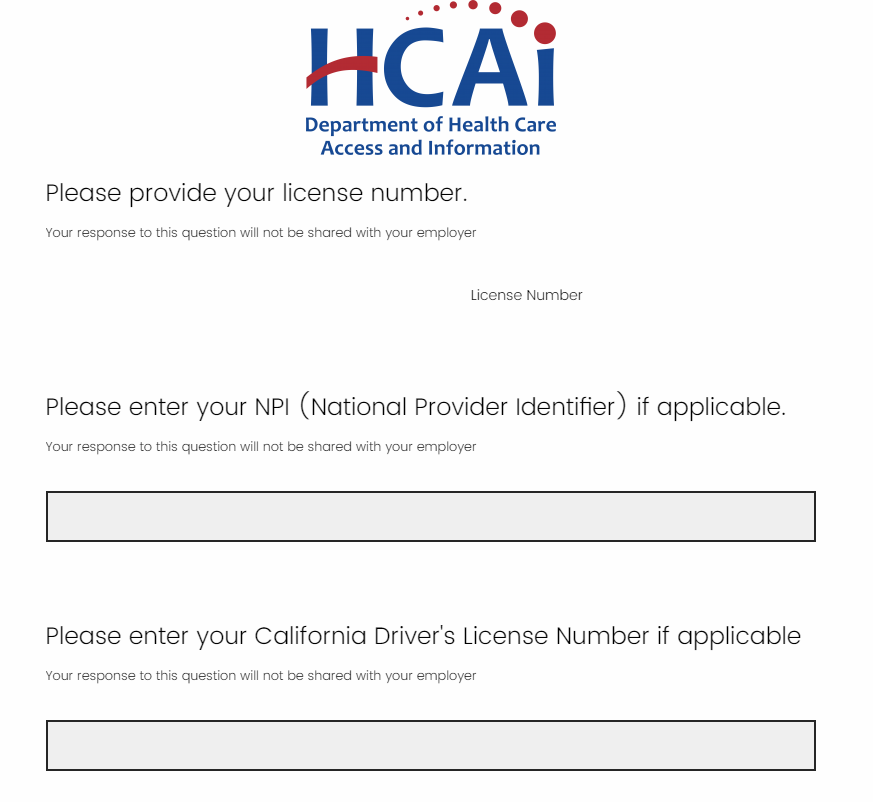 HCAi
Department of Health Care
Access and Information
Please provide your license number.
Your response to this question will not be shared with your employer
License Number
Please enter your NPI (National Provider Identifier) if applicable.
Your response to this question will not be shared with your employer
Please enter your California Driver's License Number if applicable
Your response to this question will not be shared with your employer